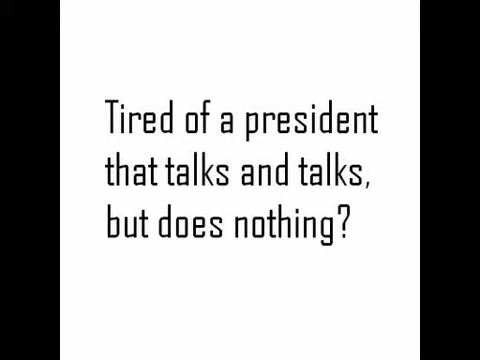 Tired of a president
that talks and talks,
but does nothing?